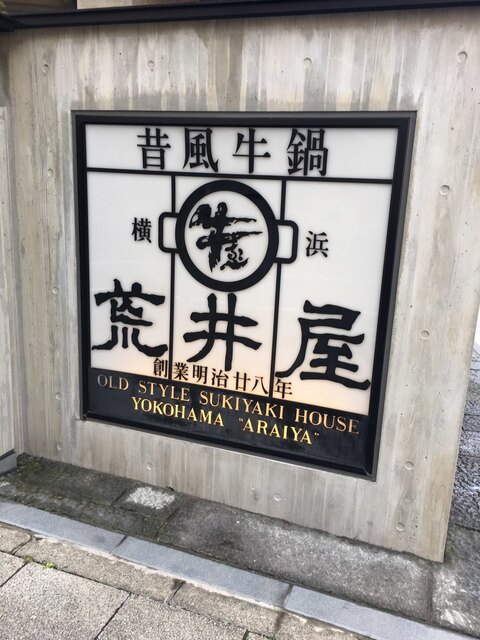 昔風牛鍋
横浜
荒井屋
創業明治廿八年
OLD STYLE SUKIYAKI HOUSE
YOKOHAMA "ARAIYA"